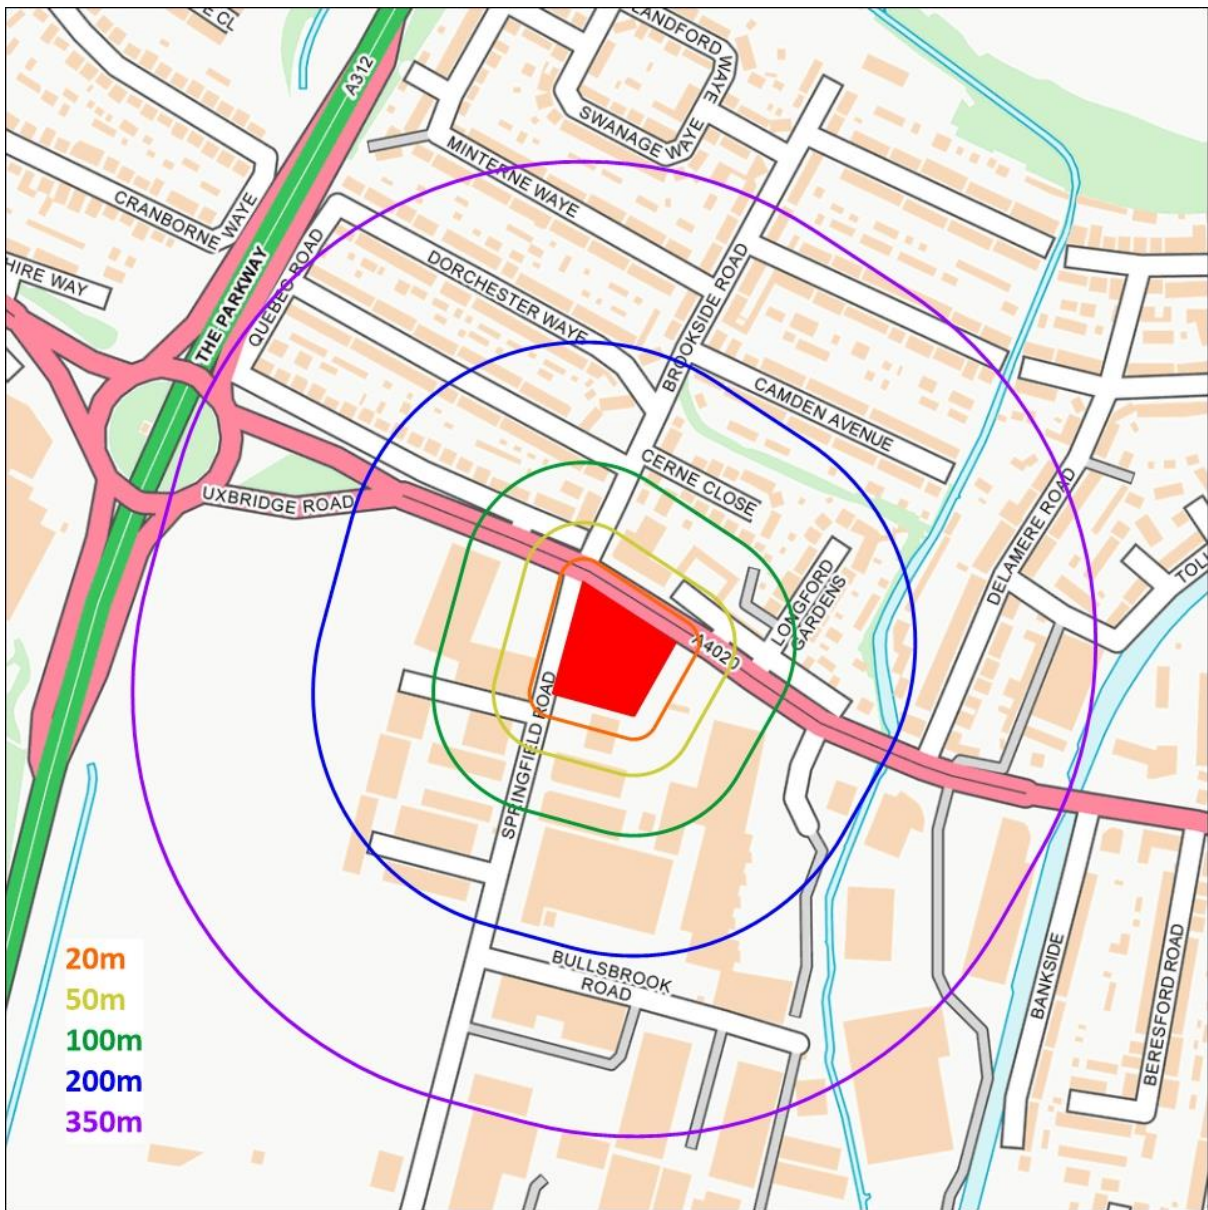 E CL
LANDFORD
WAYE
A312
SWANAGE WAYE
MINTERNE WAYE
CRANBORNE WAYE
HIRE WAY
THE PARKWAY
QUEBEC ROAD
DORCHESTER WAYE
BROOKSIDE ROAD
CAMDEN AVENUE
CERNE CLOSE
UXBRIDGE ROAD
DELAMERE ROAD
TOLL
LONGFORD
GARDENS
A4020
SPRINGFIELD ROAD
BULLSBROOK
ROAD
BANKSIDE
BERESFORD ROAD
20m
50m
100m
200m
350m